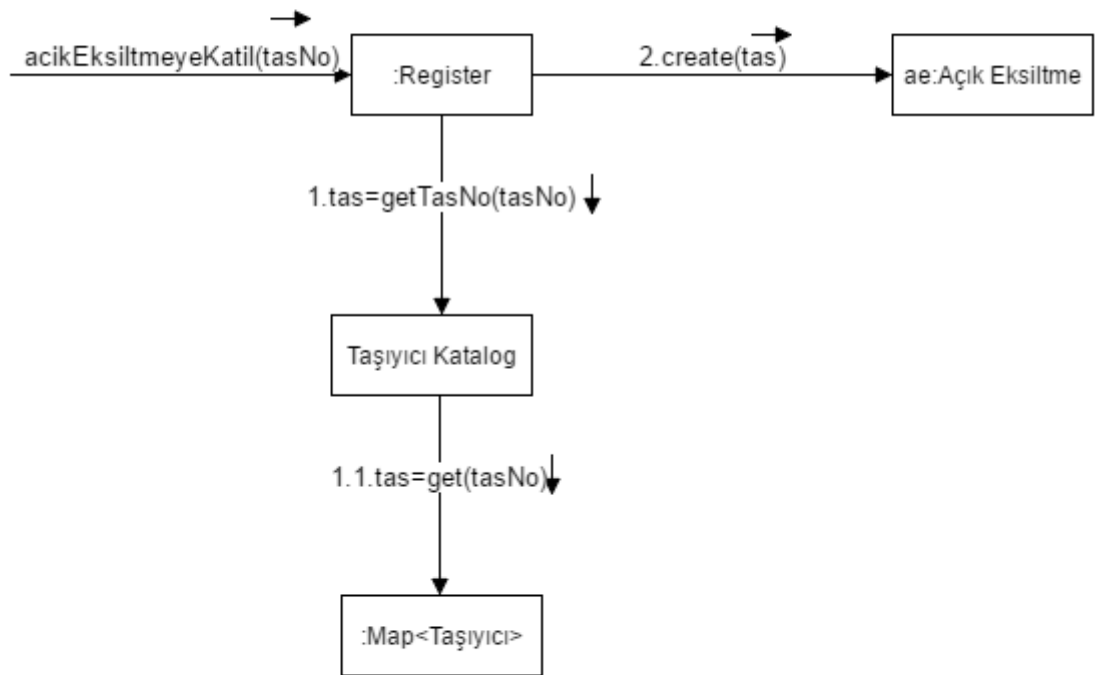 acikEksiltmeyeKatil(tasNo)
:Register
2.create(tas)
ae:Açık Eksiltme
1.tas=getTasNo(tasNo)
Taşıyıcı Katalog
1.1.tas=get(tasNo)
:Map<Taşıyıcı>